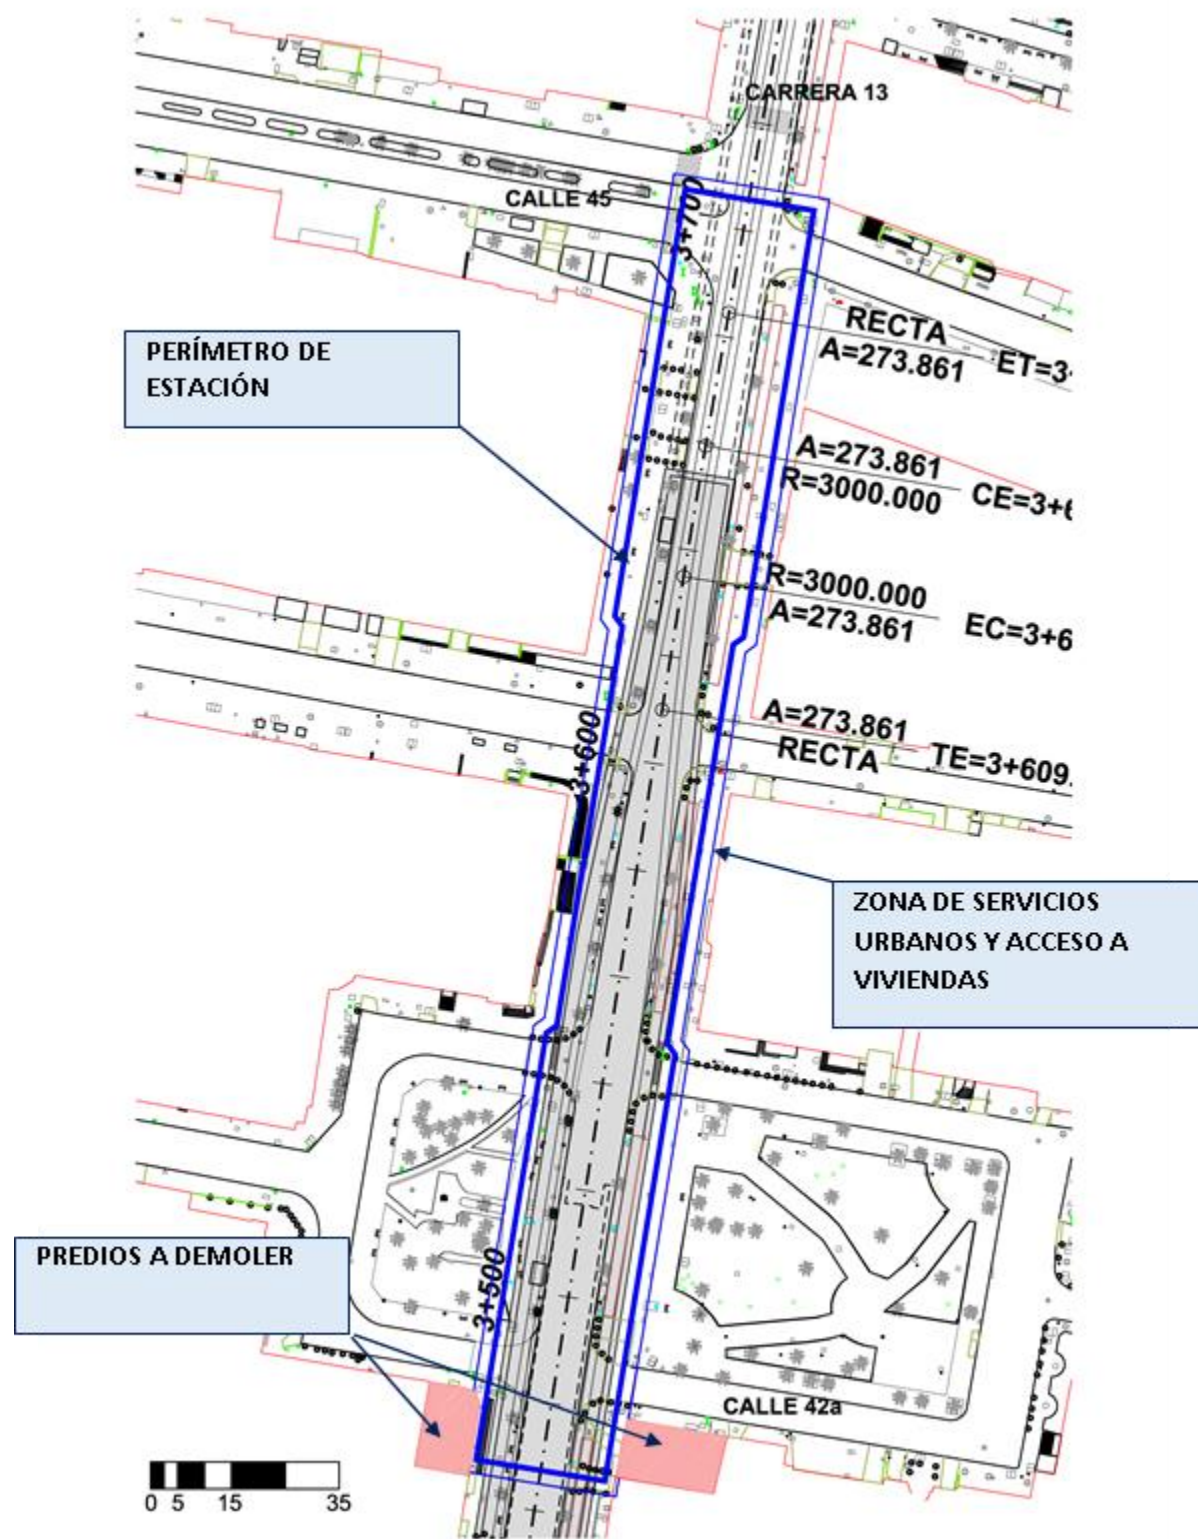 CARRERA 13
CALLE 45
3+700
PERÍMETRO DE
ESTACIÓN
RECTA
A=273.861
ET=3+
A=273.861
R=3000.000
CE=3+6
R=3000.000
A=273.861
EC=3+6
A=273.861
RECTA
TE=3+609.
3+600
ZONA DE SERVICIOS
URBANOS Y ACCESO A
VIVIENDAS
PREDIOS A DEMOLER
3+500
CALLE 42a
0 5 15 35